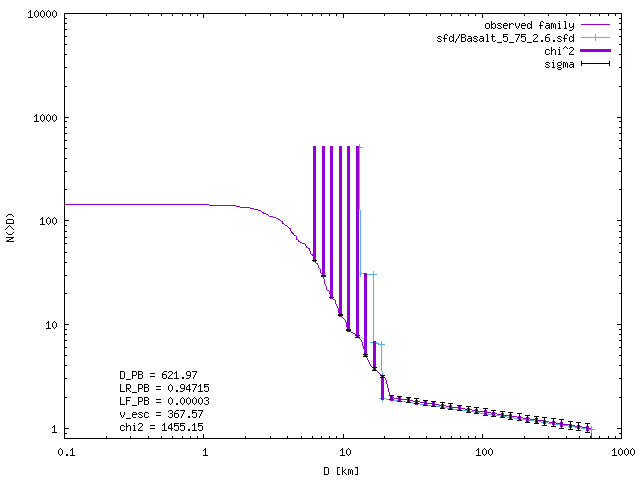 10000
observed family
sfd/Basalt_5_75_2.6.sfd
chi^2
sigma
1000
100
N(>D)
10
D_PB = 621.97
LR_PB = 0.94715
LF_PB = 0.00003
v_esc = 367.57
chi2 = 1455.15
1
0.1 1 10 100 1000
D [km]